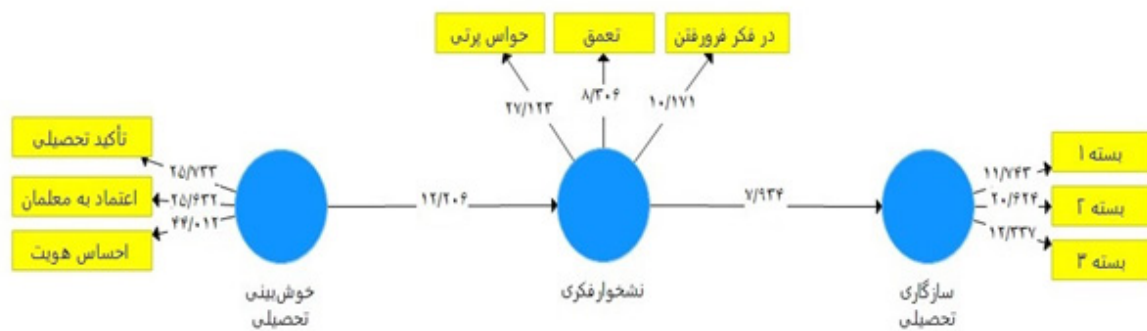 حواس پرتی
تعمق
در فکر فرورفتن
۲۷/۱۲۳
۸/۳۰۶
۱۰/۱۷۱
تأکید تحصیلی
اعتماد به معلمان
احساس هویت
۲۵/۷۳۳
۲۵/۶۳۲
۴۴/۰۱۲
۱۲/۲۰۶
۷/۹۳۴
۱۱/۷۴۳
۲۰/۶۲۴
۱۲/۳۳۷
بسته ۱
بسته ۲
بسته ۳
خوش‌بینی
تحصیلی
نشخوارفکری
سازگاری
تحصیلی